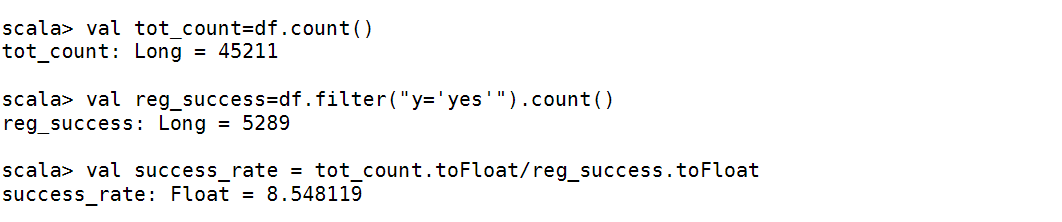 scala> val tot_count=df.count()
tot_count: Long = 45211
scala> val reg_success=df.filter("y='yes'").count()
reg_success: Long = 5289
scala> val success_rate = tot_count.toFloat/reg_success.toFloat
success_rate: Float = 8.548119